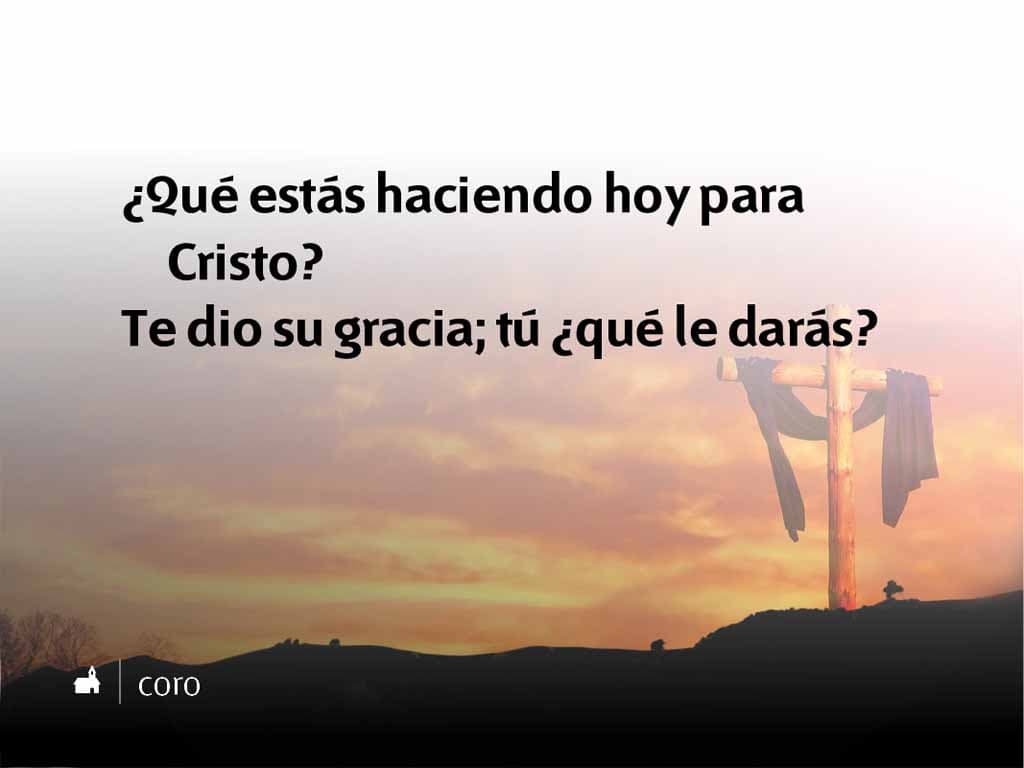 ¿Qué estás haciendo hoy para
Cristo?
Te dio su gracia; tú ¿qué le darás?
coro